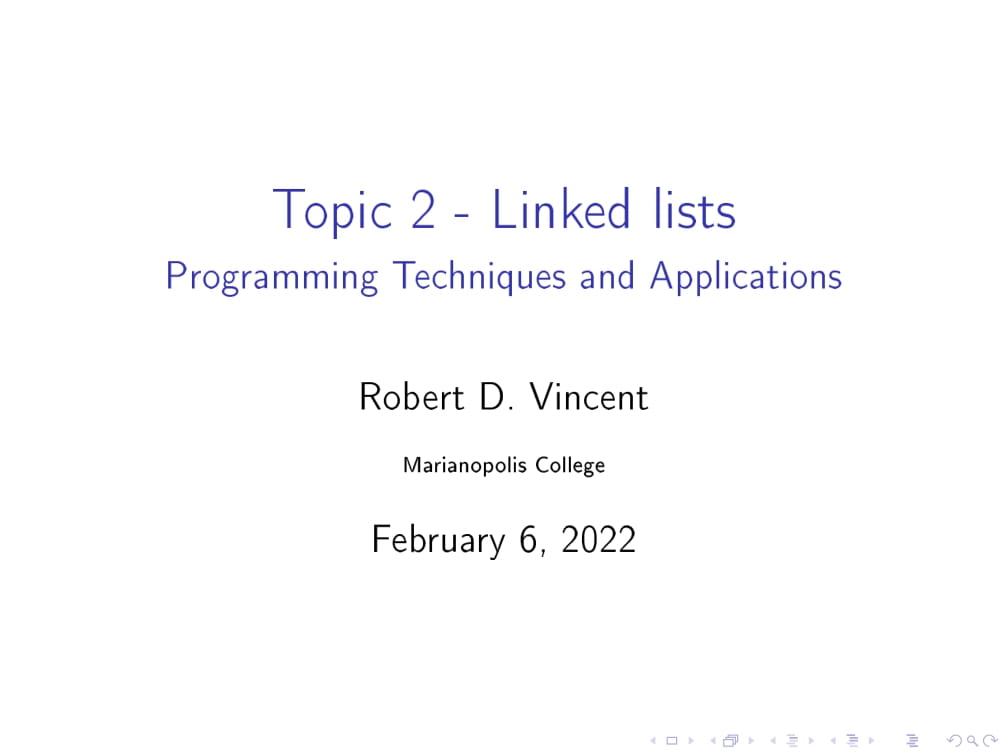 Topic 2 - Linked lists
Programming Techniques and Applications
Robert D. Vincent
Marianopolis College
February 6, 2022